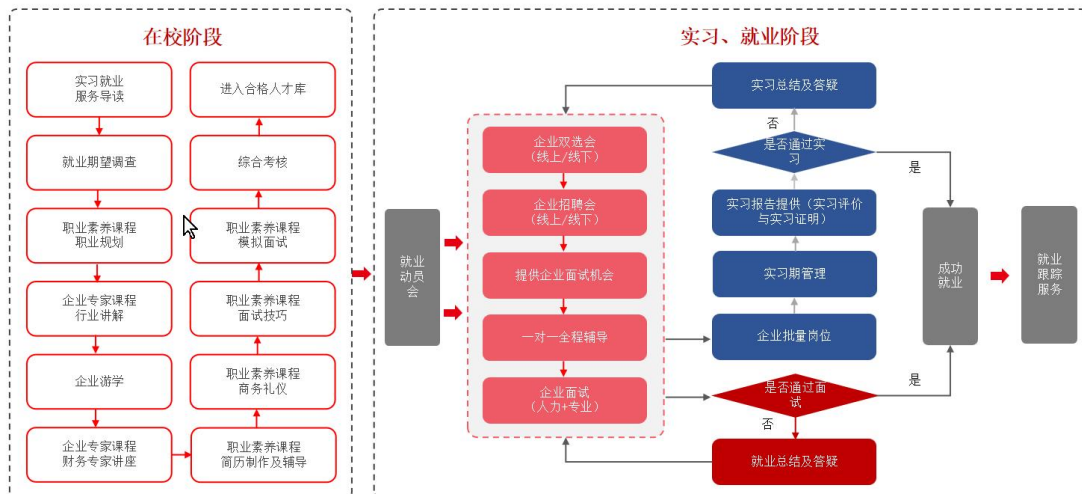 在校阶段
实习就业
服务导读
就业期望调查
职业素养课程
职业规划
企业专家课程
行业讲解
企业游学
企业专家课程
财务专家讲座
职业素养课程
简历制作及辅导
职业素养课程
商务礼仪
职业素养课程
面试技巧
职业素养课程
模拟面试
综合考核
进入合格人才库
实习、就业阶段
就业
动员
会
企业双选会
（线上/线下）
企业招聘会
（线上/线下）
提供企业面试机会
一对一全程辅导
企业面试
（人力+专业）
实习总结及答疑
否
是否通过实
习
是
实习报告提供（实习评价
与实习证明）
实习期管理
企业批量岗位
是否通过面
试
是
否
就业总结及答疑
成功
就业
就业
跟踪
服务